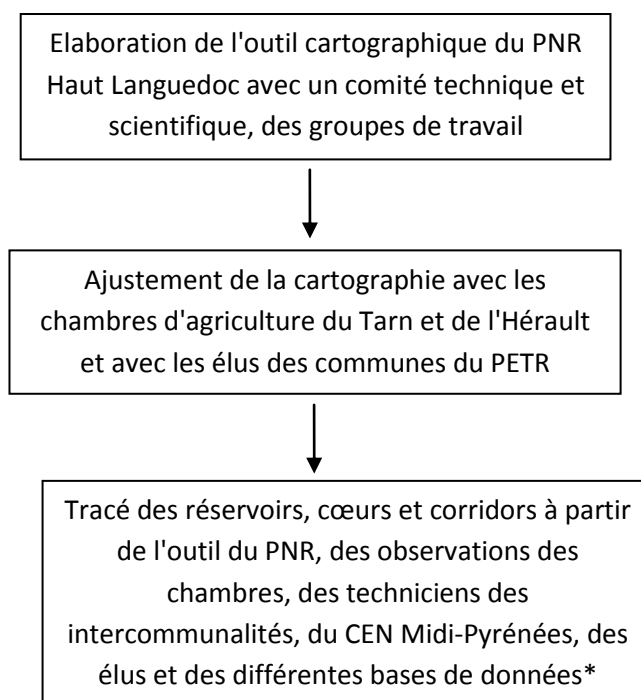 Elaboration de l'outil cartographique du PNR
Haut Languedoc avec un comité technique et
scientifique, des groupes de travail
Ajustement de la cartographie avec les
chambres d'agriculture du Tarn et de l'Hérault
et avec les élus des communes du PETR
Tracé des réservoirs, cœurs et corridors à partir
de l'outil du PNR, des observations des
chambres, des techniciens des
intercommunalités, du CEN Midi-Pyrénées, des
élus et des différentes bases de données*